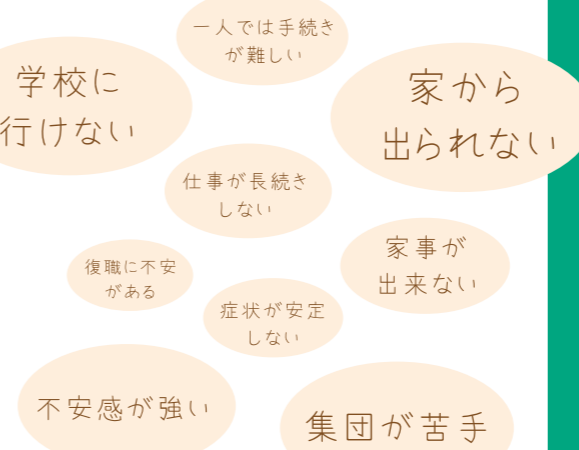 一人では手続き
が難しい
学校に
行けない
家から
出られない
仕事が長続き
しない
家事が
出来ない
復職に不安
がある
症状が安定
しない
不安感が強い
集団が苦手